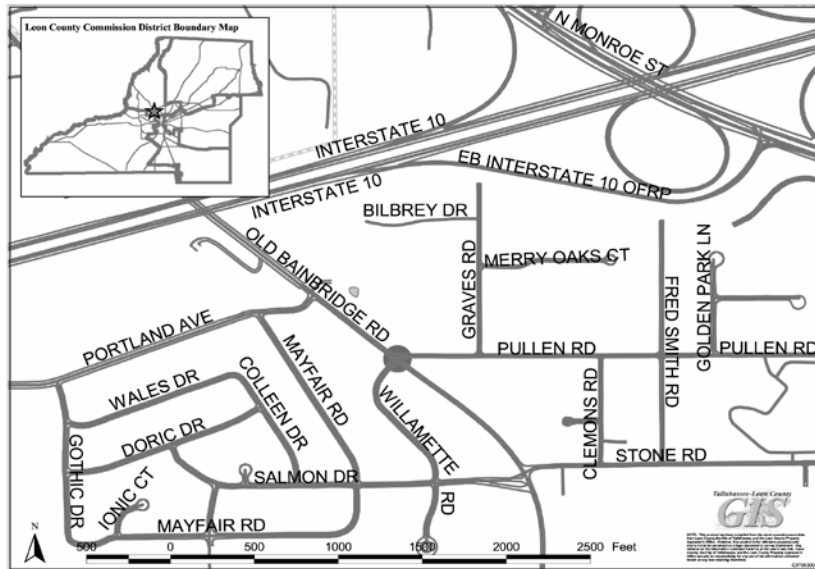 Leon County Commission District Boundary Map
N MONROE ST
INTERSTATE 10
EB INTERSTATE 10 OFRP
INTERSTATE 10
BILBREY DR
OLD BAINBRIDGE RD
MERRY OAKS CT
GRAVES RD
FRED SMITH RD
GOLDEN PARK LN
PORTLAND AVE
MAYFAIR RD
PULLEN RD
PULLEN RD
WALES DR
COLLEEN DR
WILLAMETTE RD
CLEMONS RD
DORIC DR
GOTHIC DR
STONE RD
SALMON DR
IONIC CT
MAYFAIR RD
Tallahassee-Leon County
GIS
N
500 0 500 1000 1500 2000 2500 Feet